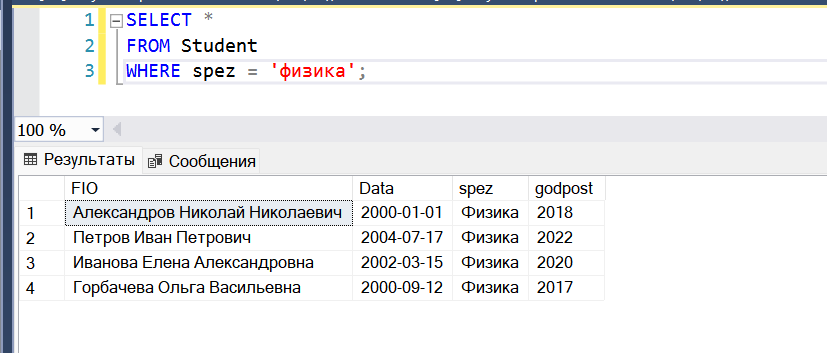 1 SELECT *
2 FROM Student
3 WHERE spez = 'физика';
100 %
Результаты Сообщения
FIO Data spez godpost
1 Александров Николай Николаевич 2000-01-01 Физика 2018
2 Петров Иван Петрович 2004-07-17 Физика 2022
3 Иванова Елена Александровна 2002-03-15 Физика 2020
4 Горбачева Ольга Васильевна 2000-09-12 Физика 2017